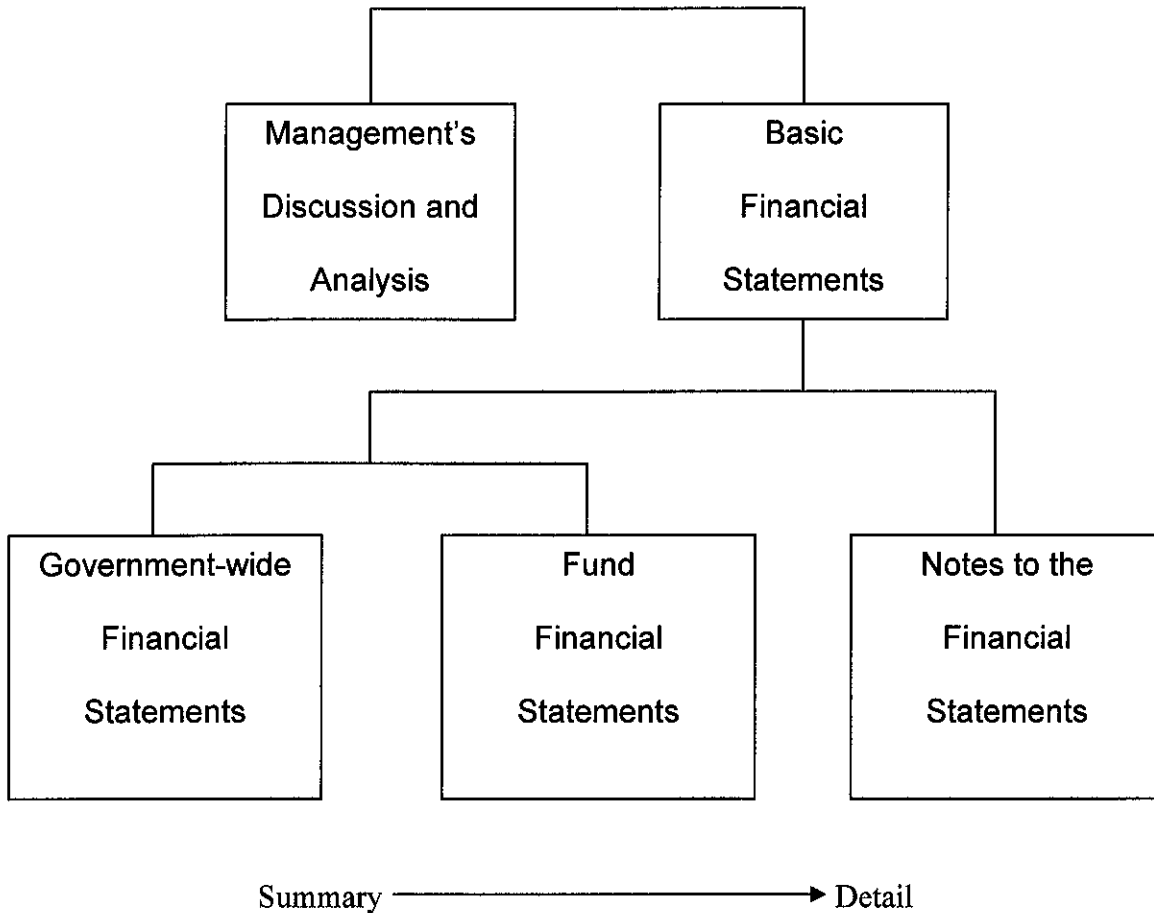 Management's
Discussion and
Analysis
Basic
Financial
Statements
Government-wide
Financial
Statements
Fund
Financial
Statements
Notes to the
Financial
Statements
Summary Detail